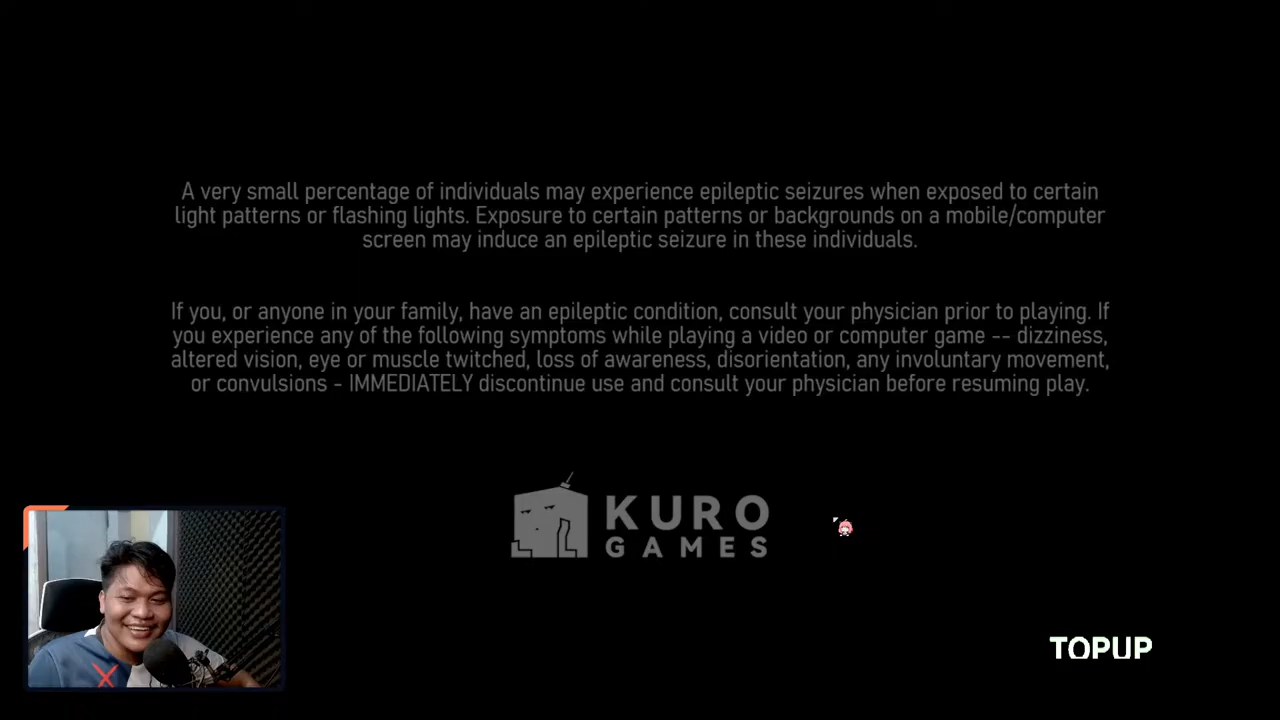 A very small percentage of individuals may experience epileptic seizures when exposed to certain
light patterns or flashing lights. Exposure to certain patterns or backgrounds on a mobile/computer
screen may induce an epileptic seizure in these individuals.
If you, or anyone in your family, have an epileptic condition, consult your physician prior to playing. If
you experience any of the following symptoms while playing a video or computer game -- dizziness,
altered vision, eye or muscle twitched, loss of awareness, disorientation, any involuntary movement,
or convulsions - IMMEDIATELY discontinue use and consult your physician before resuming play.
KURO
GAMES
TOPUP